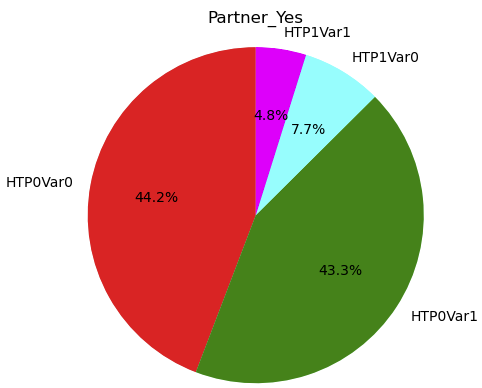 Partner_Yes
HTP1Var1
HTP1Var0
4.8%
7.7%
HTP0Var0
44.2%
43.3%
HTP0Var1